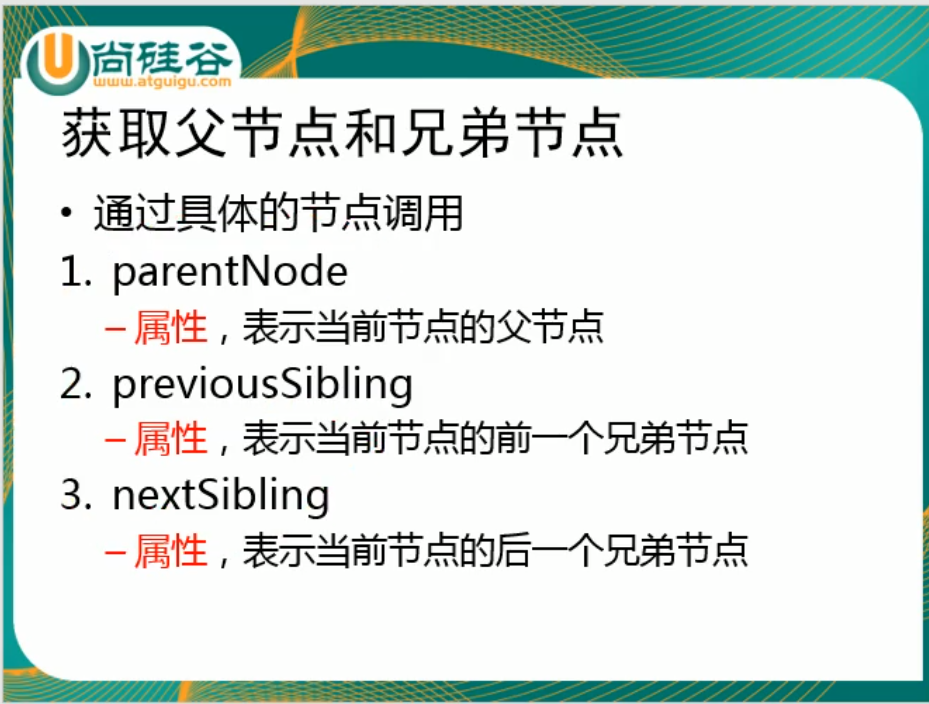 尚硅谷
www.atguigu.com
获取父节点和兄弟节点
• 通过具体的节点调用
1. parentNode
– 属性，表示当前节点的父节点
2. previousSibling
– 属性，表示当前节点的前一个兄弟节点
3. nextSibling
– 属性，表示当前节点的后一个兄弟节点